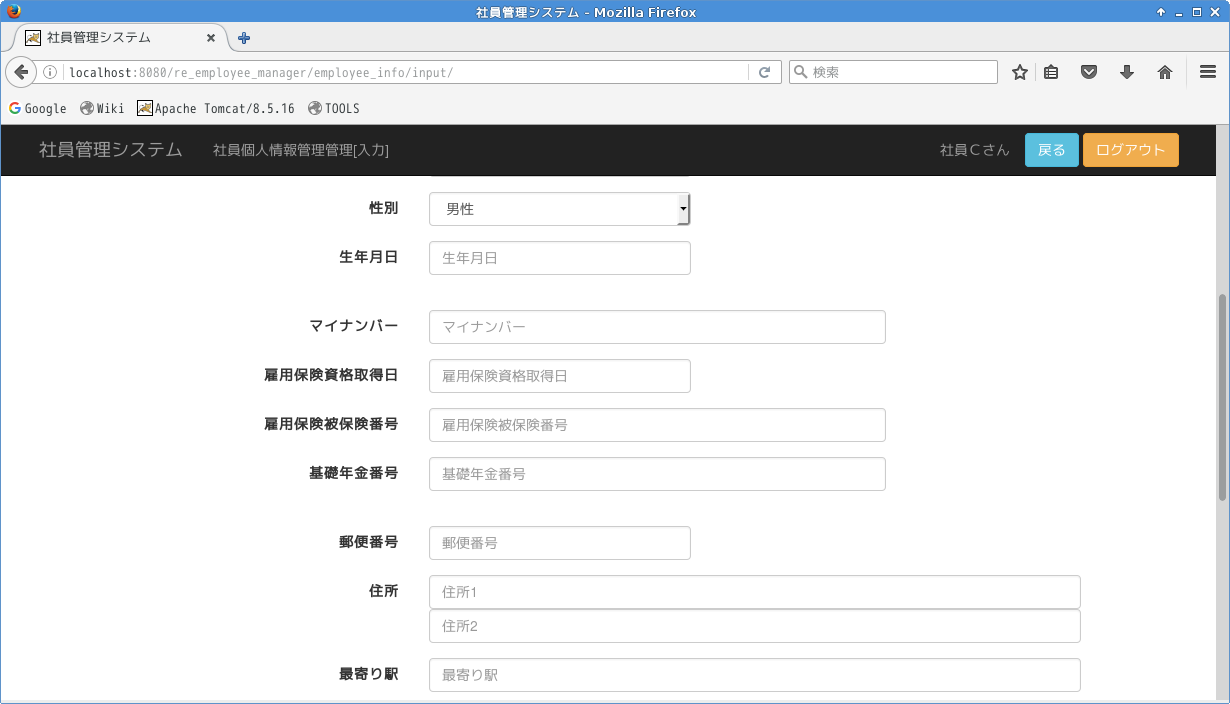 社員管理システム - Mozilla Firefox
社員管理システム
localhost:8080/re_employee_manager/employee_info/input/
検索
Google Wiki Apache Tomcat/8.5.16 TOOLS
社員管理システム 社員個人情報管理管理[入力] 社員Cさん 戻る ログアウト
性別 男性
生年月日 生年月日
マイナンバー マイナンバー
雇用保険資格取得日 雇用保険資格取得日
雇用保険被保険番号 雇用保険被保険番号
基礎年金番号 基礎年金番号
郵便番号 郵便番号
住所 住所1
住所2
最寄り駅 最寄り駅